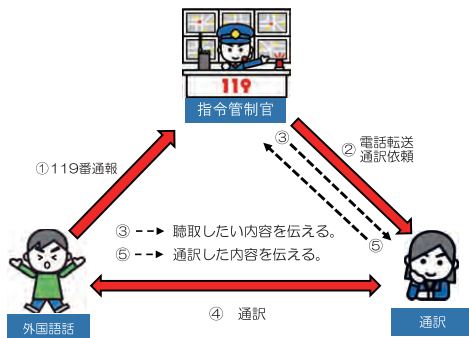 119
指令管制官
①119番通報
③
② 電話転送
通訳依頼
③ 聴取したい内容を伝える。
⑤ 通訳した内容を伝える。
⑤
④ 通訳
外国語話
通訳